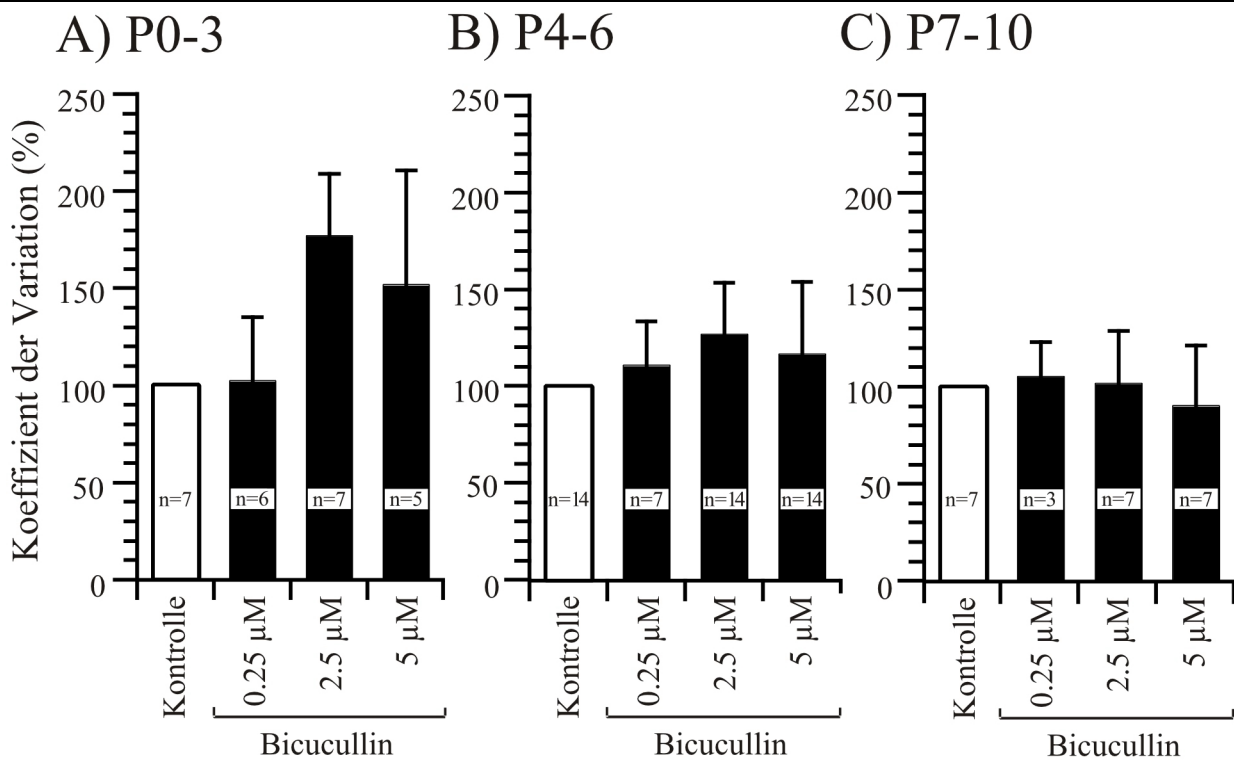 A) P0-3
B) P4-6
C) P7-10
Koeffizient der Variation (%)
250
200
150
100
50
0
n=7
n=6
n=7
n=5
Kontrolle
0.25 µM
2.5 µM
5 µM
Bicucullin
250
200
150
100
50
0
n=14
n=7
n=14
n=14
Kontrolle
0.25 µM
2.5 µM
5 µM
Bicucullin
250
200
150
100
50
0
n=7
n=3
n=7
n=7
Kontrolle
0.25 µM
2.5 µM
5 µM
Bicucullin